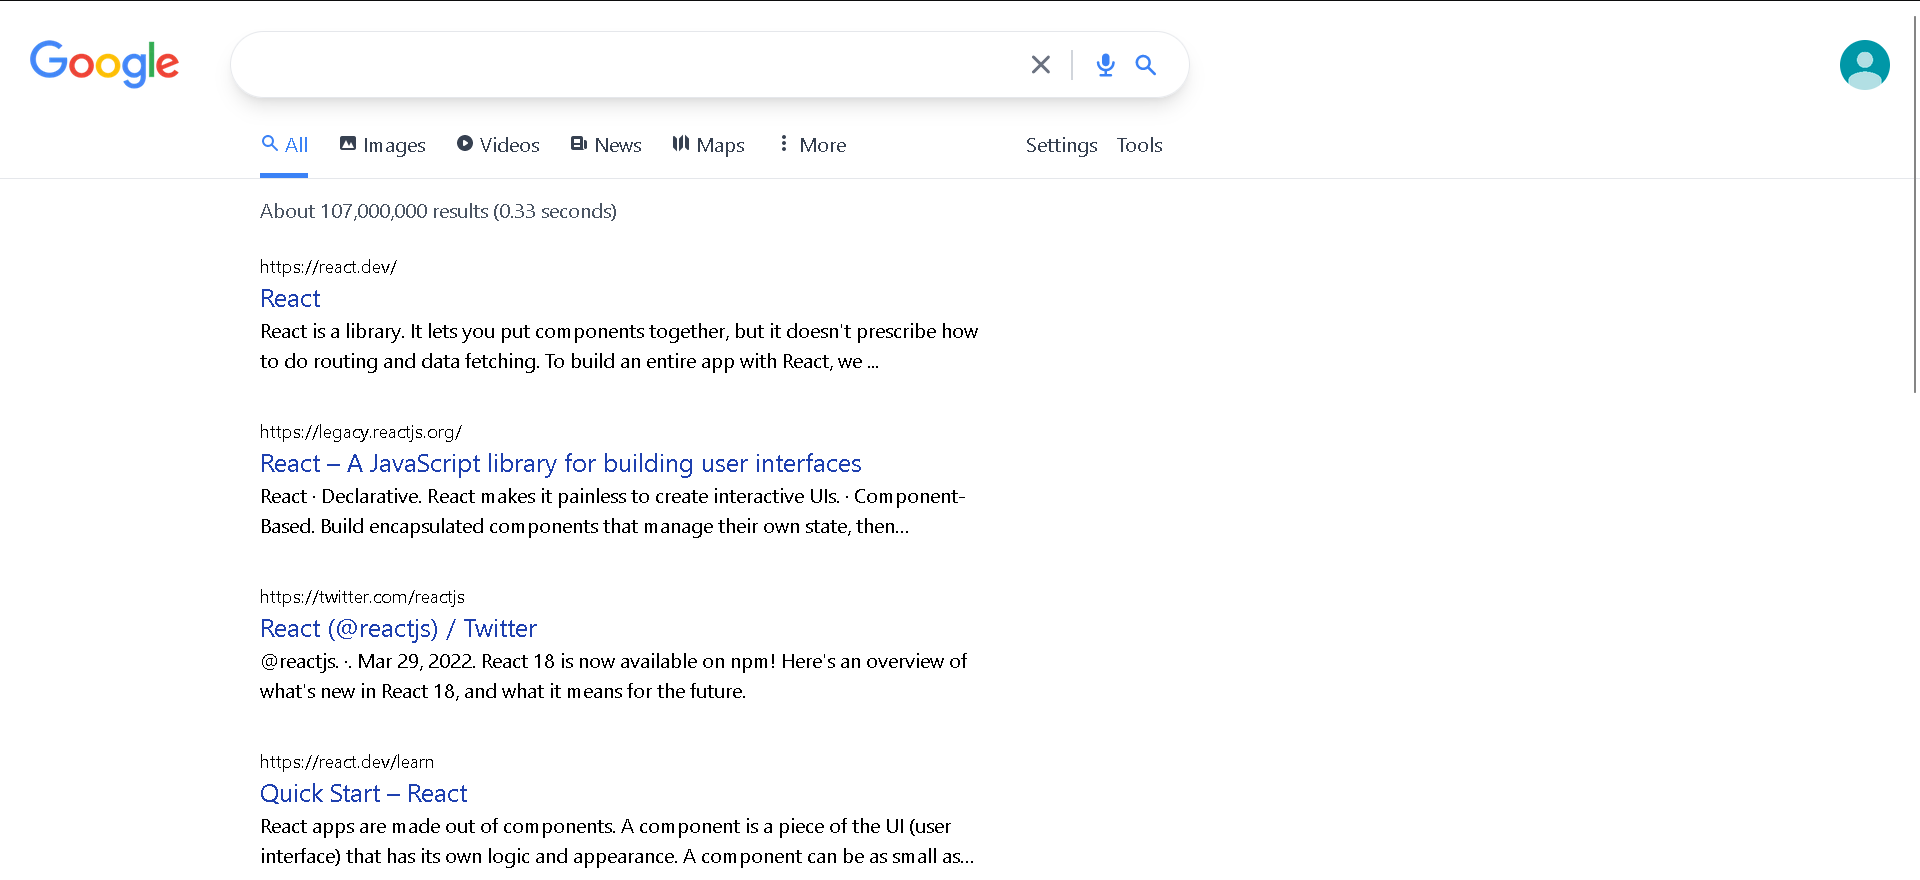 Google
All Images Videos News Maps More Settings Tools
About 107,000,000 results (0.33 seconds)
https://react.dev/
React
React is a library. It lets you put components together, but it doesn't prescribe how
to do routing and data fetching. To build an entire app with React, we ...
https://legacy.reactjs.org/
React – A JavaScript library for building user interfaces
React · Declarative. React makes it painless to create interactive UIs. · Component-
Based. Build encapsulated components that manage their own state, then...
https://twitter.com/reactjs
React (@reactjs) / Twitter
@reactjs. ·. Mar 29, 2022. React 18 is now available on npm! Here's an overview of
what's new in React 18, and what it means for the future.
https://react.dev/learn
Quick Start – React
React apps are made out of components. A component is a piece of the UI (user
interface) that has its own logic and appearance. A component can be as small as...